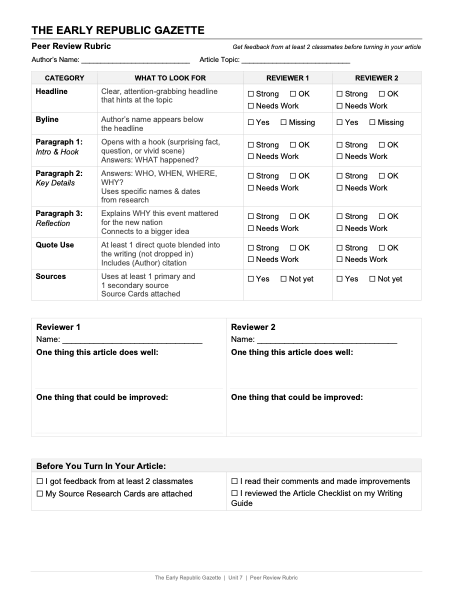 THE EARLY REPUBLIC GAZETTE
Peer Review Rubric
Get feedback from at least 2 classmates before turning in your article
Author's Name: ____________________________ Article Topic: ____________________________
CATEGORY WHAT TO LOOK FOR REVIEWER 1 REVIEWER 2
Headline
Clear, attention-grabbing headline
that hints at the topic
☐ Strong ☐ OK
☐ Needs Work
☐ Strong ☐ OK
☐ Needs Work
Byline
Author's name appears below
the headline
☐ Yes ☐ Missing
☐ Yes ☐ Missing
Paragraph 1:
Intro & Hook
Opens with a hook (surprising fact,
question, or vivid scene)
Answers: WHAT happened?
☐ Strong ☐ OK
☐ Needs Work
☐ Strong ☐ OK
☐ Needs Work
Paragraph 2:
Key Details
Answers: WHO, WHEN, WHERE,
WHY?
Uses specific names & dates
from research
☐ Strong ☐ OK
☐ Needs Work
☐ Strong ☐ OK
☐ Needs Work
Paragraph 3:
Reflection
Explains WHY this event mattered
for the new nation
Connects to a bigger idea
☐ Strong ☐ OK
☐ Needs Work
☐ Strong ☐ OK
☐ Needs Work
Quote Use
At least 1 direct quote blended into
the writing (not dropped in)
Includes (Author) citation
☐ Strong ☐ OK
☐ Needs Work
☐ Strong ☐ OK
☐ Needs Work
Sources
Uses at least 1 primary and
1 secondary source
Source Cards attached
☐ Yes ☐ Not yet
☐ Yes ☐ Not yet
Reviewer 1
Name: ________________________________
One thing this article does well:
One thing that could be improved:
Reviewer 2
Name: ________________________________
One thing this article does well:
One thing that could be improved:
Before You Turn In Your Article:
☐ I got feedback from at least 2 classmates
☐ My Source Research Cards are attached
☐ I read their comments and made improvements
☐ I reviewed the Article Checklist on my Writing
Guide
The Early Republic Gazette | Unit 7 | Peer Review Rubric